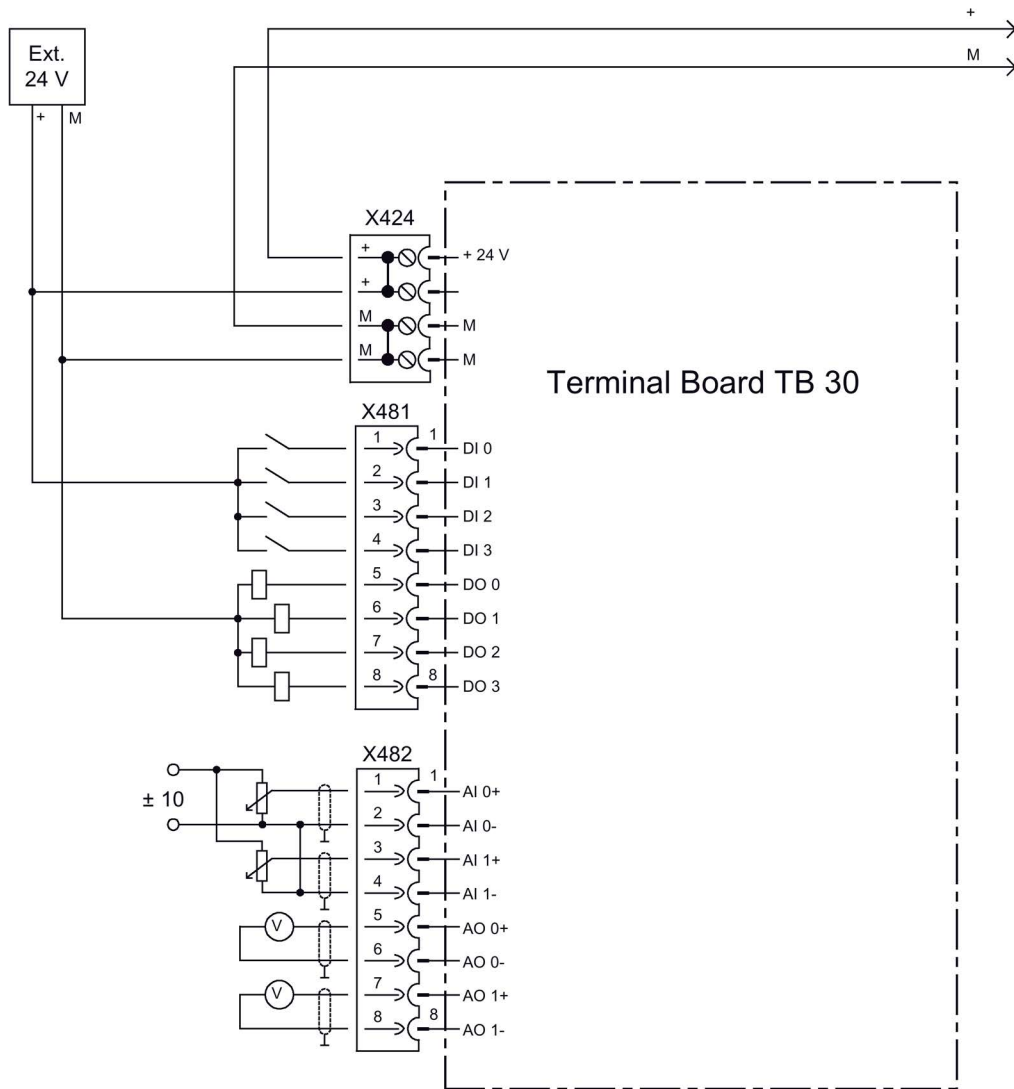 +
Ext.
24 V
M
+ M
X424
+ + 24 V
+
M M
M M
Terminal Board TB 30
X481
1 1 DI 0
2 DI 1
3 DI 2
4 DI 3
5 DO 0
6 DO 1
7 DO 2
8 8 DO 3
X482
1 1 AI 0+
± 10
2 AI 0-
3 AI 1+
4 AI 1-
V 5 AO 0+
6 AO 0-
V 7 AO 1+
8 8 AO 1-